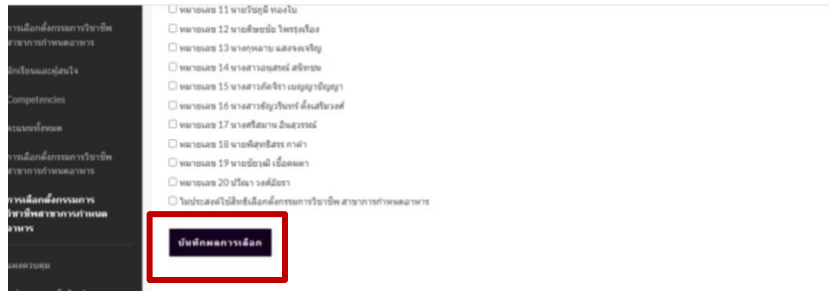 การเลือกตั้งกรรมการวิชาชีพ
สาขาการกำหนดอาหาร
นักเรียนและผู้สนใจ
Competencies
คะแนนทั้งหมด
การเลือกตั้งกรรมการวิชาชีพ
สาขาการกำหนดอาหาร
การเลือกตั้งกรรมการ
วิชาชีพสาขาการกำหนด
อาหาร
แผงควบคุม
หมายเลข 11 นายวิชญุมิ ทองใบ
หมายเลข 12 นายดิษยชัย ไพรรุ่งเรือง
หมายเลข 13 นางกุหลาบ แสงจงเจริญ
หมายเลข 14 นางสาวอนุสรณ์ สนิทชน
หมายเลข 15 นางสาวภัคจิรา เบญญาปัญญา
หมายเลข 16 นางสาวธัญวรินทร์ ตั้งเสริมวงศ์
หมายเลข 17 นางศรีสมาน อินสุวรรณ์
หมายเลข 18 นายพิสุทธิสรร กาคำ
หมายเลข 19 นายชัยวุฒิ เชื้อคมตา
หมายเลข 20 ปวีณา วงศ์อัยรา
ไม่ประสงค์ใช้สิทธิเลือกตั้งกรรมการวิชาชีพ สาขาการกำหนดอาหาร
บันทึกผลการเลือก